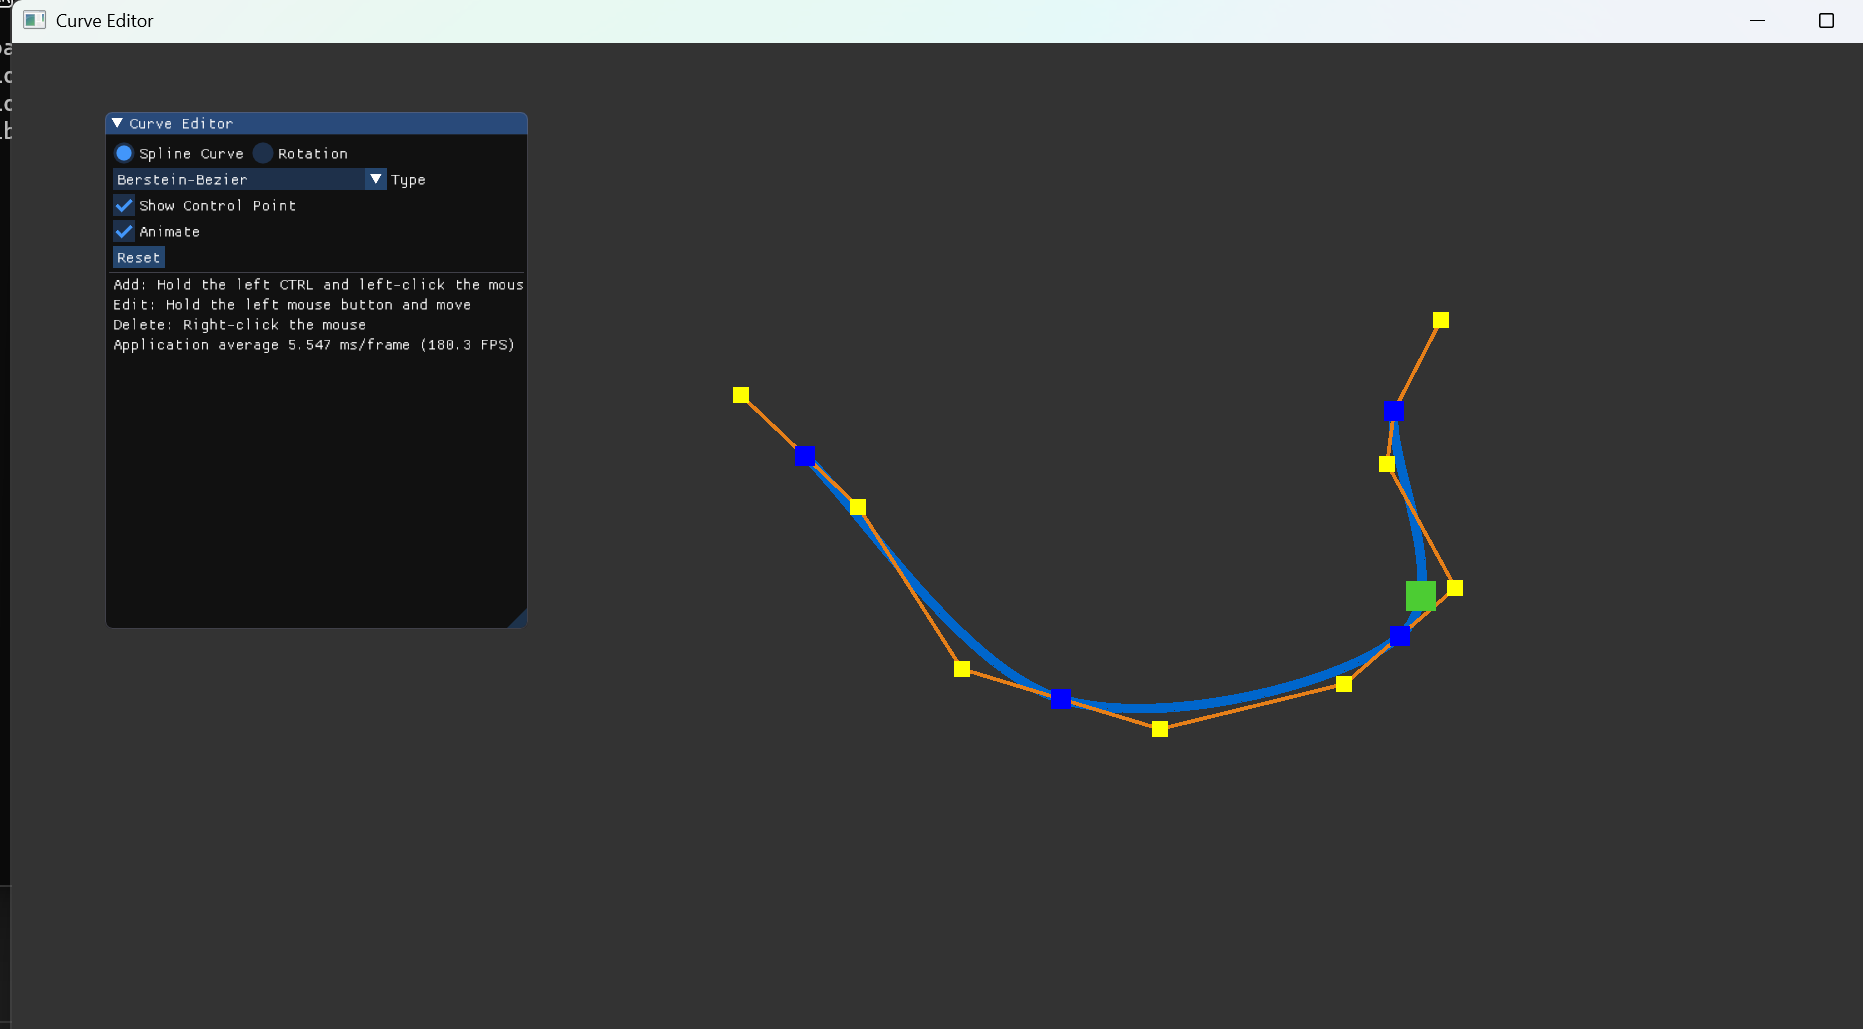 Curve Editor
Curve Editor
Spline Curve Rotation
Berstein-Bezier Type
Show Control Point
Animate
Reset
Add: Hold the left CTRL and left-click the mous
Edit: Hold the left mouse button and move
Delete: Right-click the mouse
Application average 5.547 ms/frame (180.3 FPS)